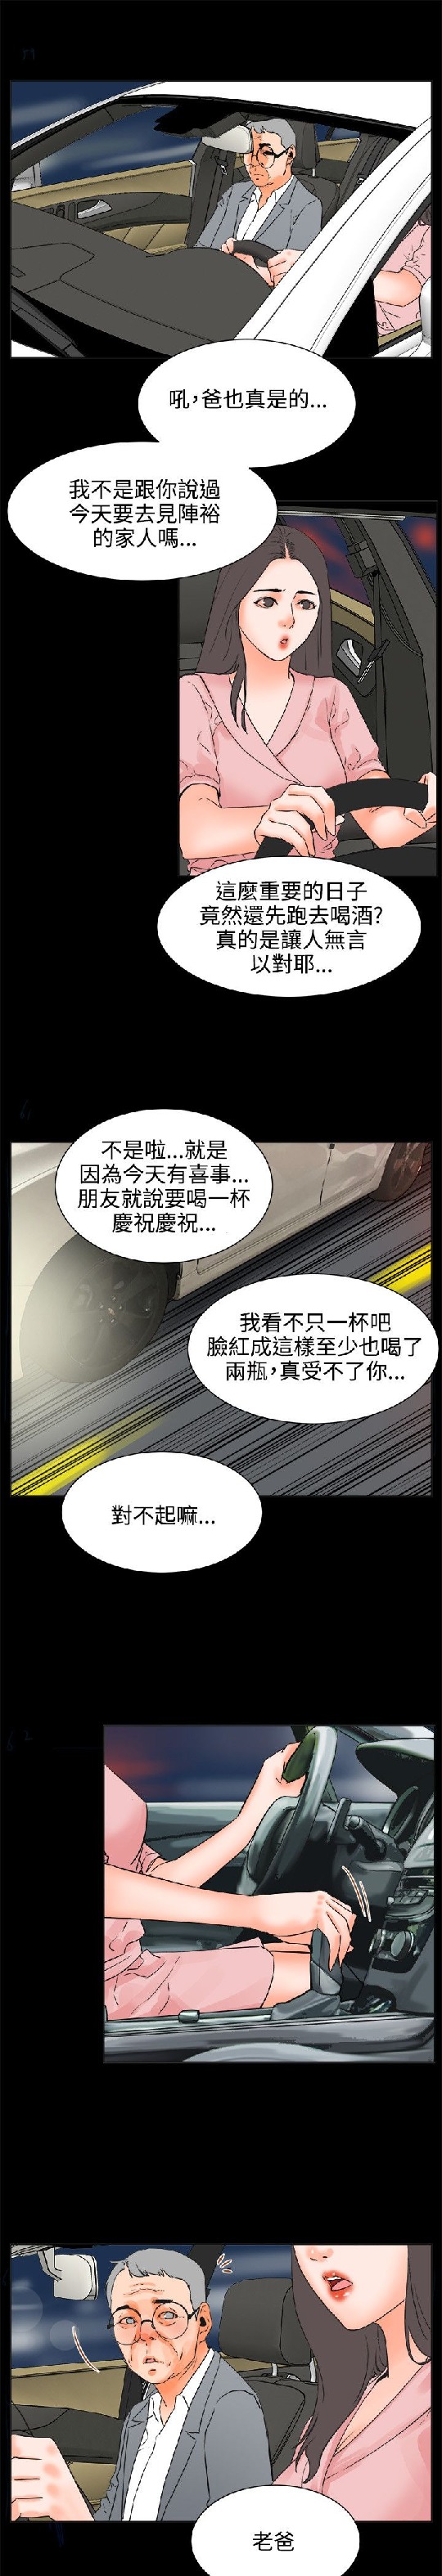 吼,爸也真是的...
我不是跟你說過
今天要去見陣裕
的家人嗎...
這麼重要的日子
竟然還先跑去喝酒?
真的是讓人無言
以對耶...
不是啦...就是
因為今天有喜事...
朋友就說要喝一杯
慶祝慶祝...
我看不只一杯吧
臉紅成這樣至少也喝了
兩瓶,真受不了你...
對不起嘛...
老爸